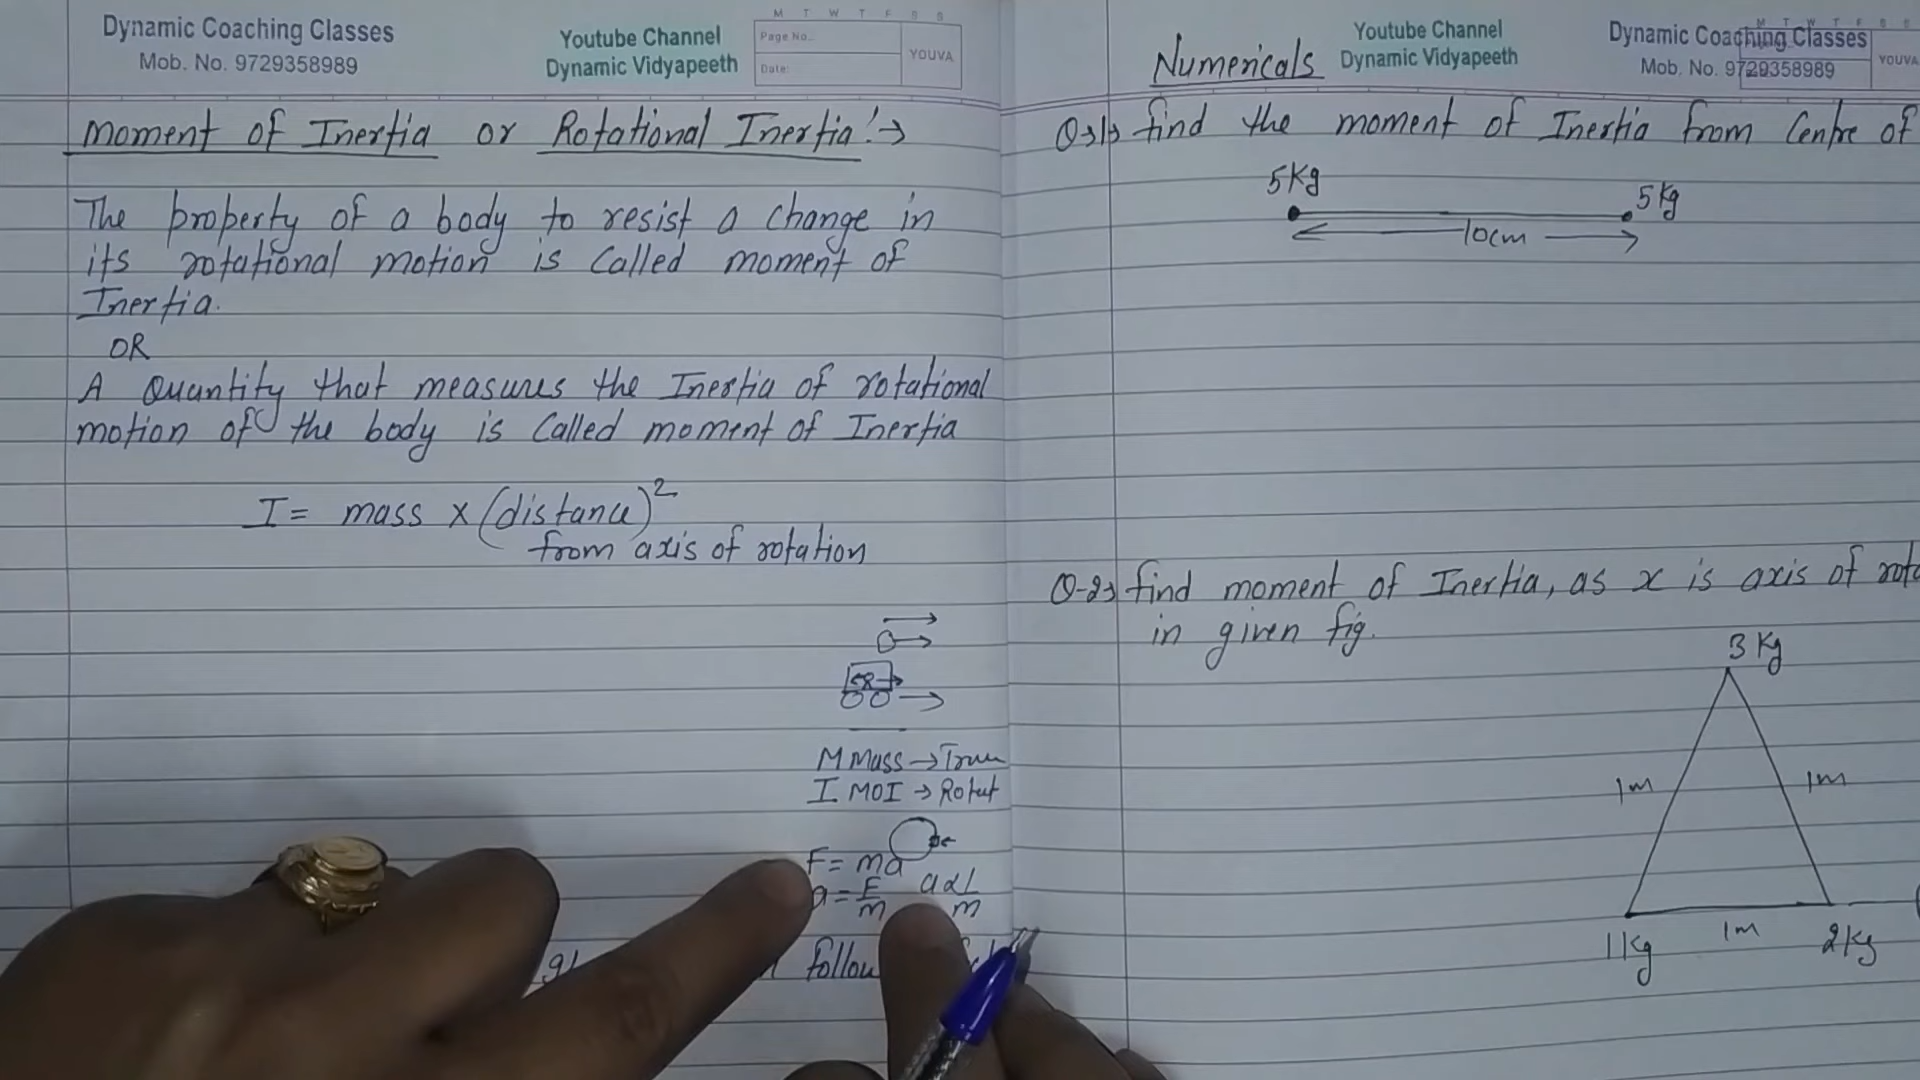 Dynamic Coaching Classes
Mob. No. 9729358989
Youtube Channel
Dynamic Vidyapeeth
M T W T F S S
Page No.
Date:
YOUVA
Moment of Inertia or Rotational Inertia:→
The property of a body to resist a change in
its rotational motion is Called moment of
Inertia.
OR
A Quantity that measures the Inertia of rotational
motion of the body is Called moment of Inertia
I = mass x (distance)²
from axis of rotation
M Mass →
I MOI → Rotat
F = ma
a = F/m a α 1/m
follow
Numericals
Youtube Channel
Dynamic Vidyapeeth
Dynamic Coaching Classes
Mob. No. 9729358989
M T W T F S S
YOUVA
Q→1→ find the moment of Inertia from Centre of
5Kg
5Kg
10cm
Q-2→ find moment of Inertia, as x is axis of
in given fig.
3 Kg
1m
1m
1Kg
1m
2Kg